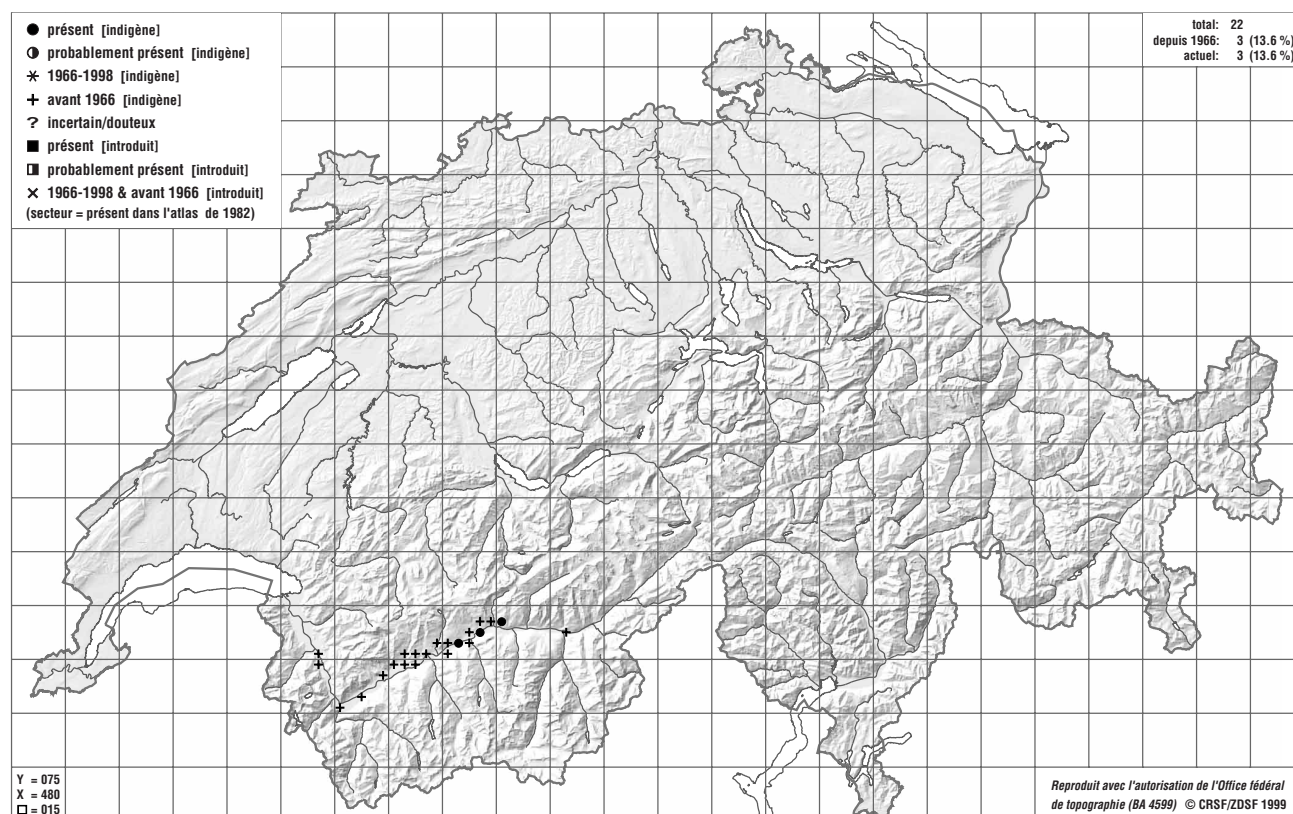 ● présent [indigène]
◑ probablement présent [indigène]
✳ 1966-1998 [indigène]
+ avant 1966 [indigène]
? incertain/douteux
■ présent [introduit]
◨ probablement présent [introduit]
× 1966-1998 & avant 1966 [introduit]
(secteur = présent dans l'atlas de 1982)
total: 22
depuis 1966: 3 (13.6 %)
actuel: 3 (13.6 %)
Y = 075
X = 480
□ = 015
Reproduit avec l'autorisation de l'Office fédéral
de topographie (BA 4599) © CRSF/ZDSF 1999